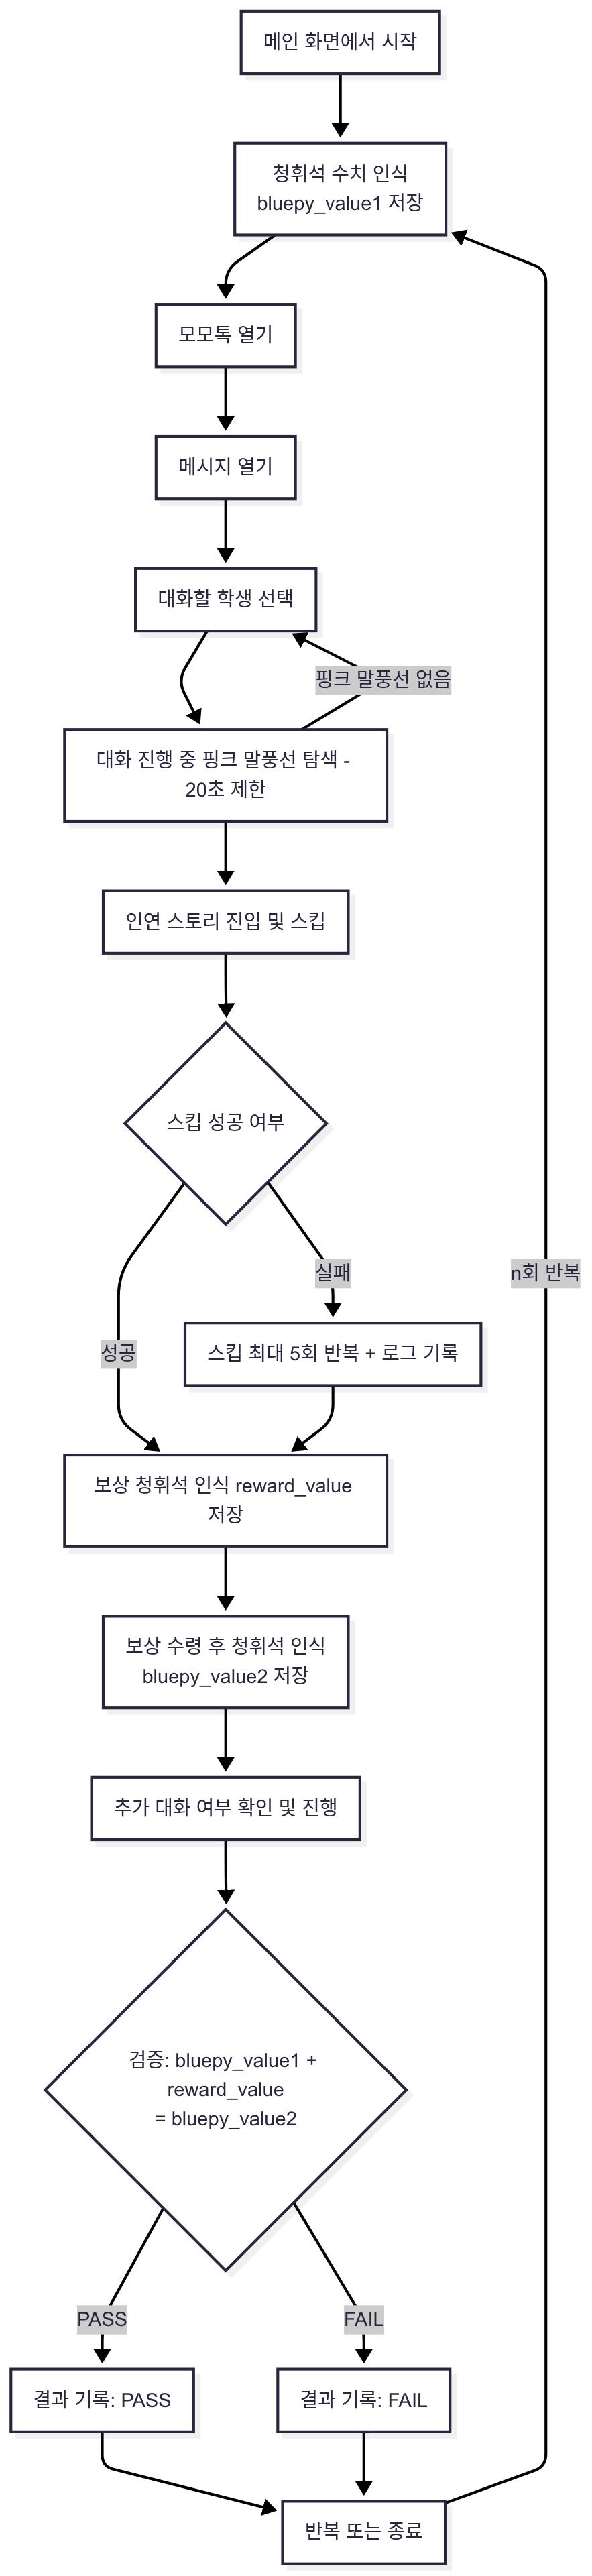 메인 화면에서 시작
청휘석 수치 인식
bluepy_value1 저장
모모톡 열기
메시지 열기
대화할 학생 선택
핑크 말풍선 없음
대화 진행 중 핑크 말풍선 탐색 -
20초 제한
인연 스토리 진입 및 스킵
스킵 성공 여부
실패
n회 반복
성공
스킵 최대 5회 반복 + 로그 기록
보상 청휘석 인식 reward_value
저장
보상 수령 후 청휘석 인식
bluepy_value2 저장
추가 대화 여부 확인 및 진행
검증: bluepy_value1 +
reward_value
= bluepy_value2
PASS
FAIL
결과 기록: PASS
결과 기록: FAIL
반복 또는 종료